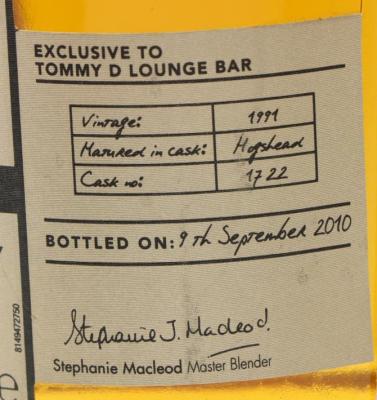 EXCLUSIVE TO
TOMMY D LOUNGE BAR
Vintage: 1991
Matured in cask: Hogshead
Cask no: 1722
BOTTLED ON: 9th September 2010
Stephanie J. Macleod.
Stephanie Macleod Master Blender
8149472750